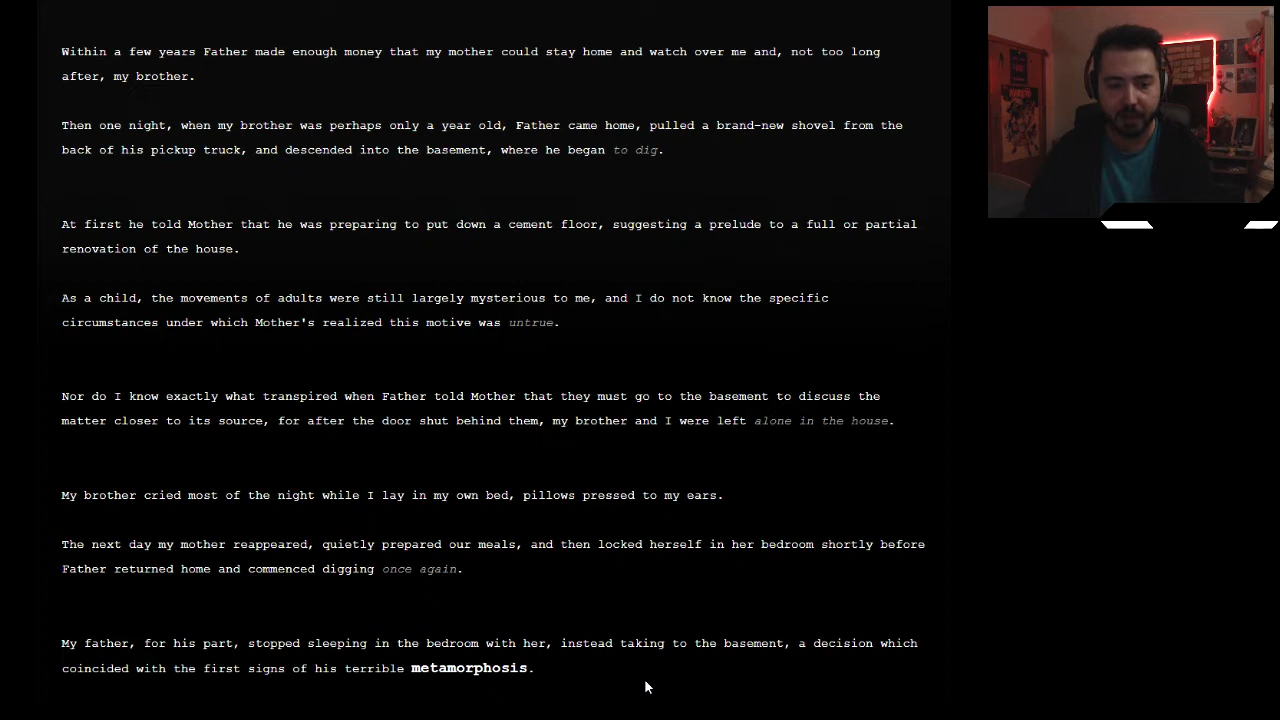 Within a few years Father made enough money that my mother could stay home and watch over me and, not too long
after, my brother.
Then one night, when my brother was perhaps only a year old, Father came home, pulled a brand-new shovel from the
back of his pickup truck, and descended into the basement, where he began to dig.
At first he told Mother that he was preparing to put down a cement floor, suggesting a prelude to a full or partial
renovation of the house.
As a child, the movements of adults were still largely mysterious to me, and I do not know the specific
circumstances under which Mother's realized this motive was untrue.
Nor do I know exactly what transpired when Father told Mother that they must go to the basement to discuss the
matter closer to its source, for after the door shut behind them, my brother and I were left alone in the house.
My brother cried most of the night while I lay in my own bed, pillows pressed to my ears.
The next day my mother reappeared, quietly prepared our meals, and then locked herself in her bedroom shortly before
Father returned home and commenced digging once again.
My father, for his part, stopped sleeping in the bedroom with her, instead taking to the basement, a decision which
coincided with the first signs of his terrible metamorphosis.